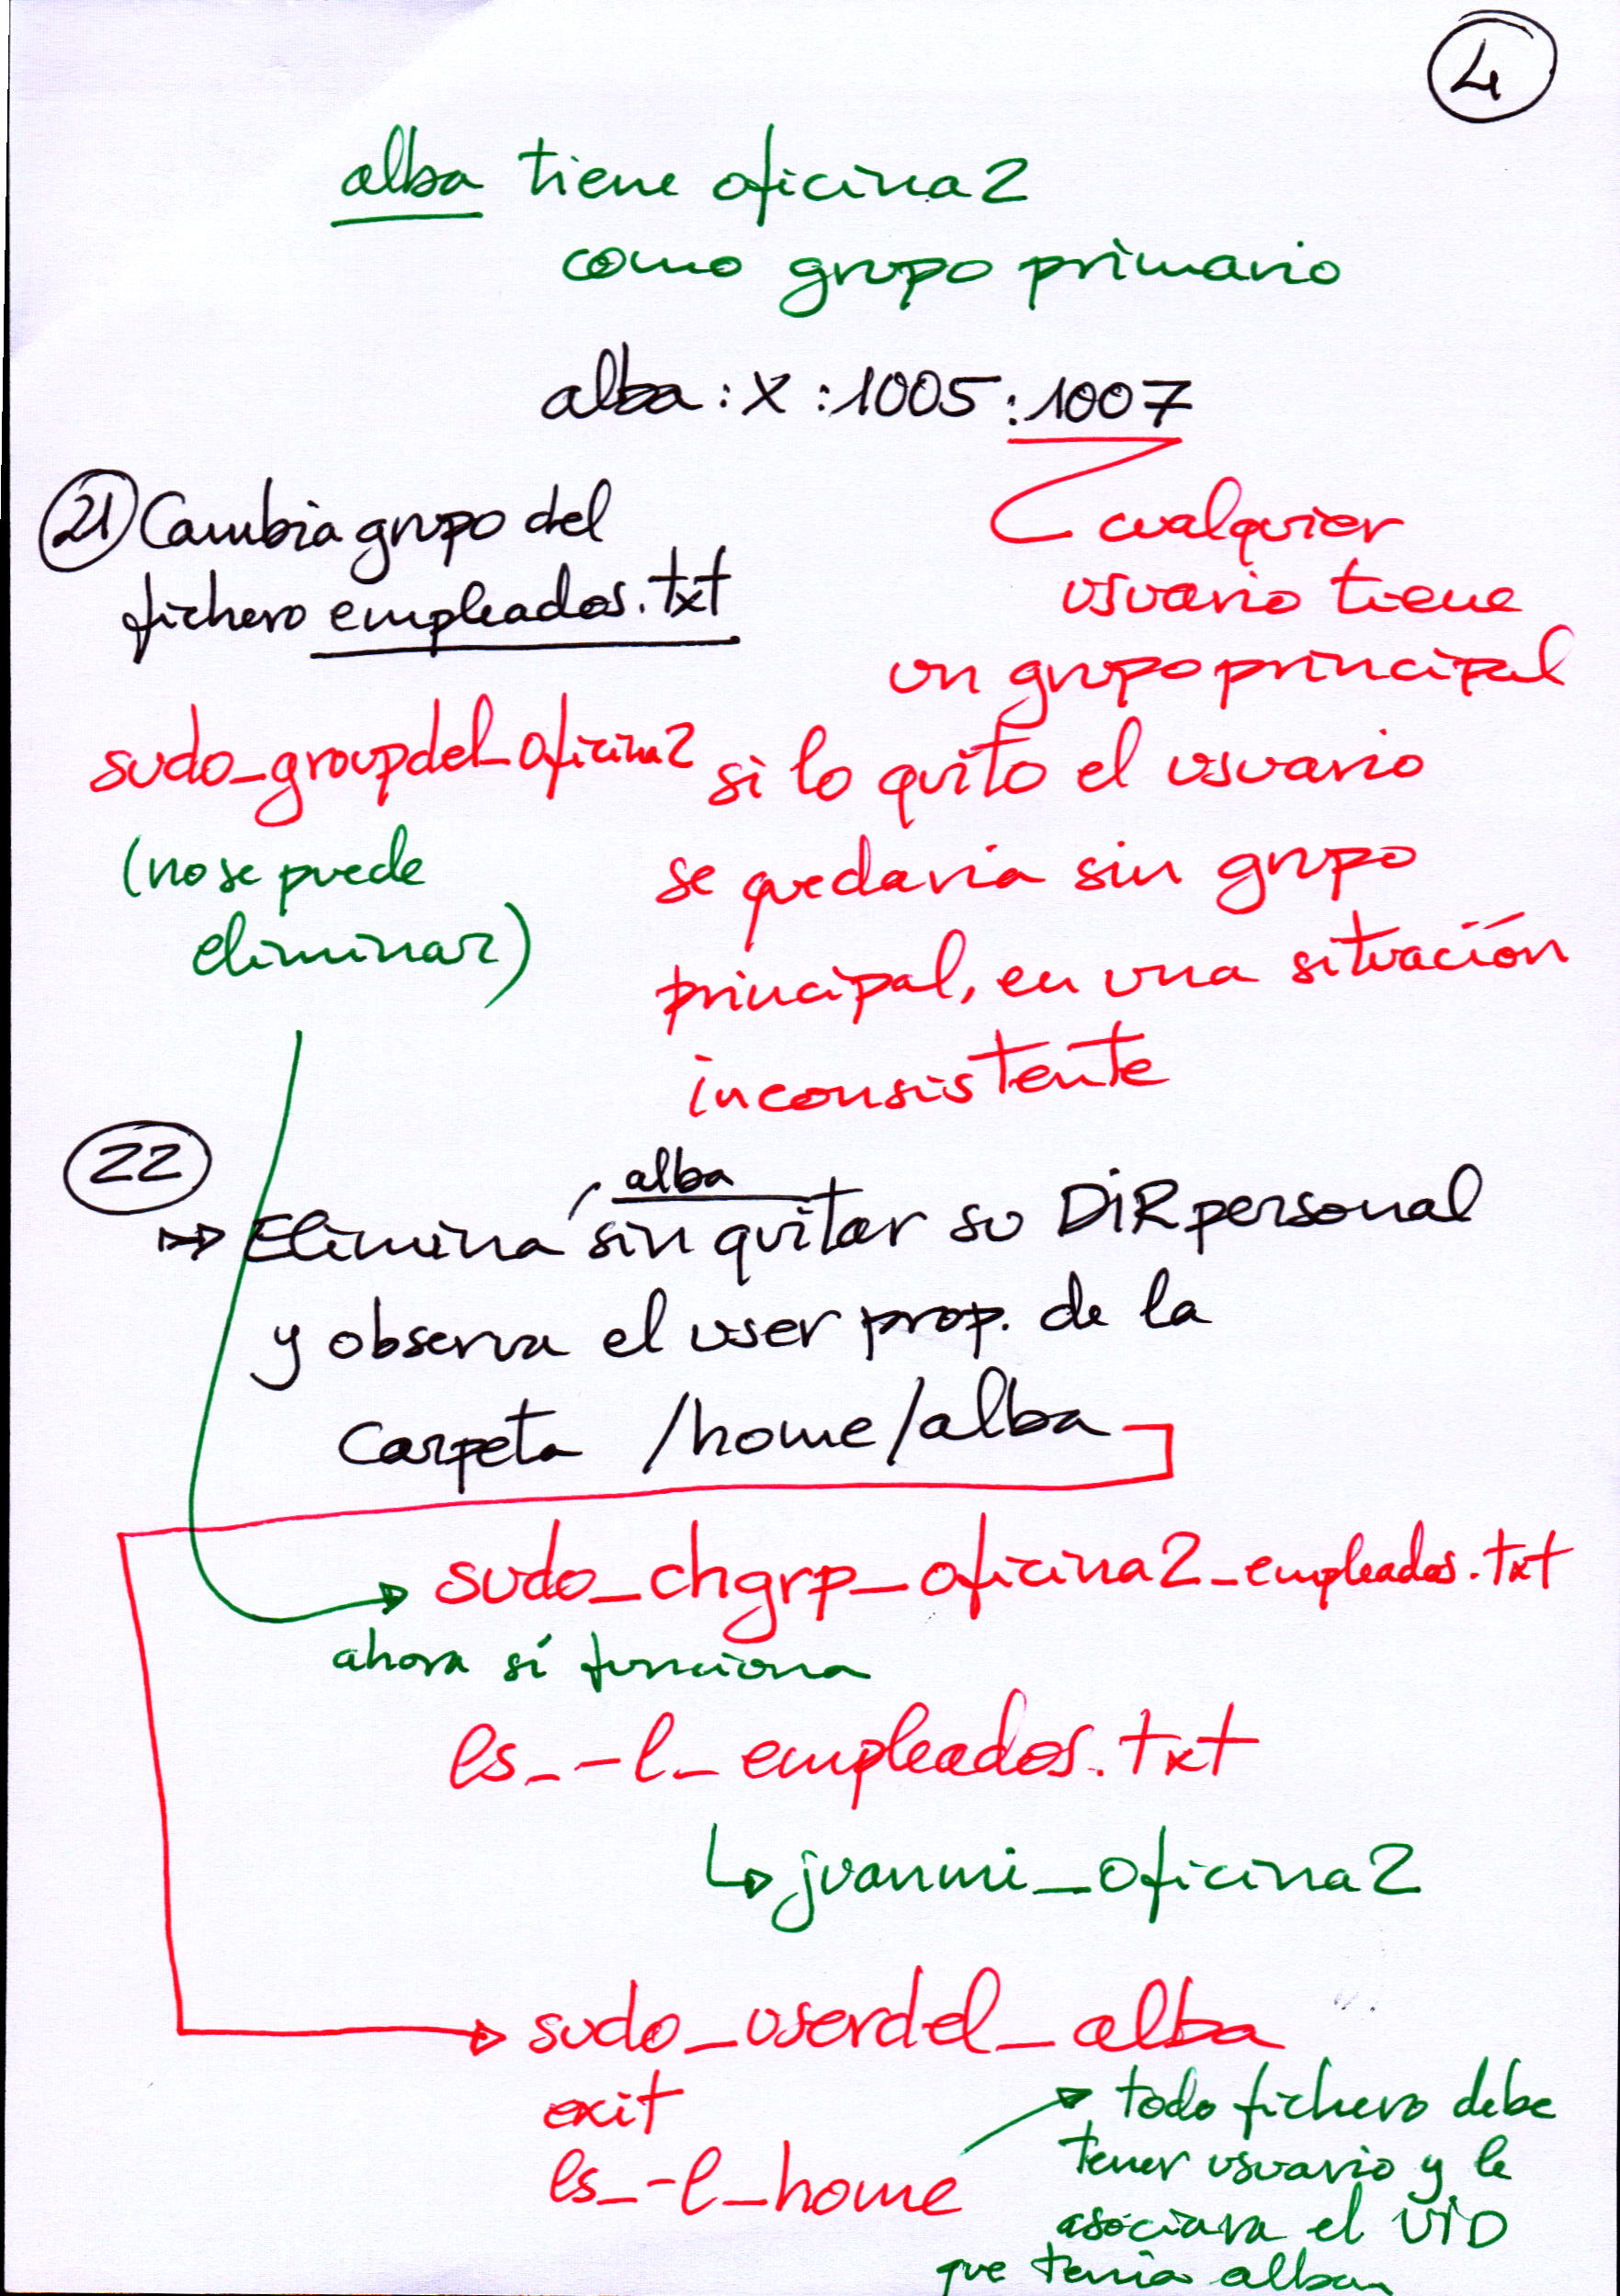 4
alba tiene oficina2
como grupo primario
alba:x:1005:1007
21 Cambia grupo del
fichero empleados.txt
sudo_groupdel_oficina2
(no se puede
eliminar)
cualquier
usuario tiene
un grupo principal
si lo quito el usuario
se quedaria sin grupo
principal, en una situación
inconsistente
22
alba
Elimina sin quitar su DiR personal
y observa el user prop. de la
Carpeta /home/alba
sudo_chgrp_oficina2_empleados.txt
ahora sí funciona
ls_-l_empleados.txt
juanmi_oficina2
sudo_userdel_alba
exit
ls_-l_home
todo fichero debe
tener usuario y le
asociara el UiD
que tenia alba